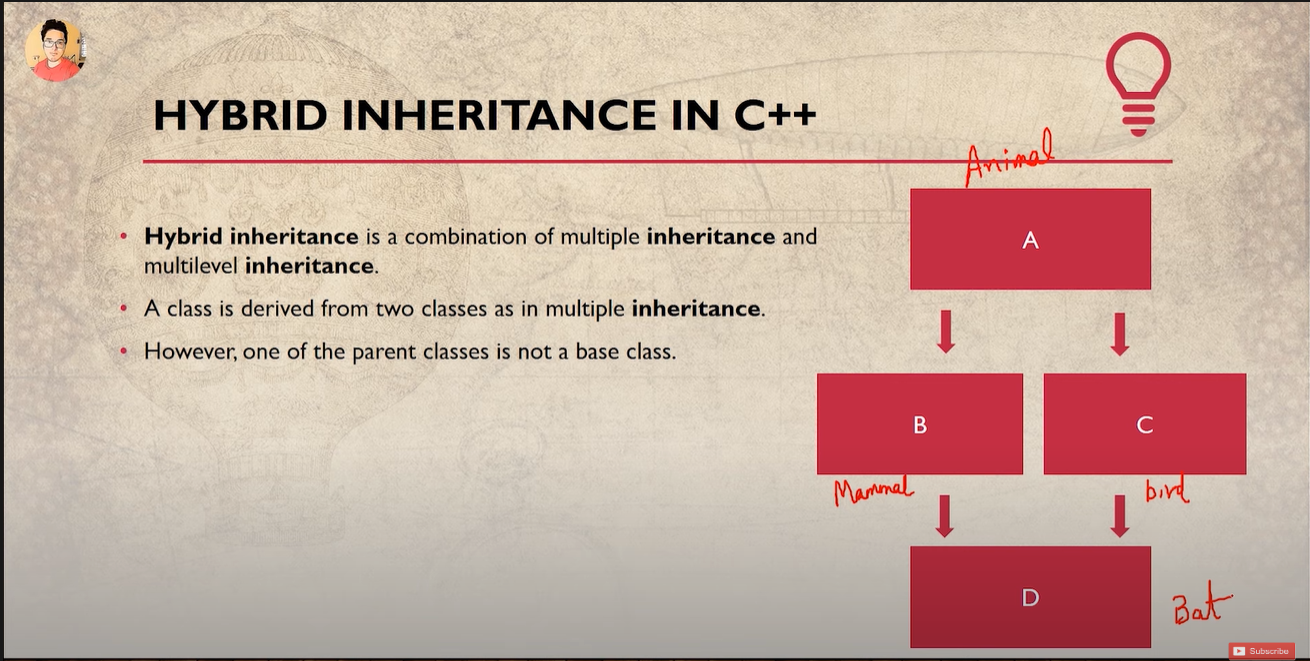 HYBRID INHERITANCE IN C++
Animal
• Hybrid inheritance is a combination of multiple inheritance and
multilevel inheritance.
• A class is derived from two classes as in multiple inheritance.
• However, one of the parent classes is not a base class.
A
B
C
Mammal
bird
D
Bat
Subscribe